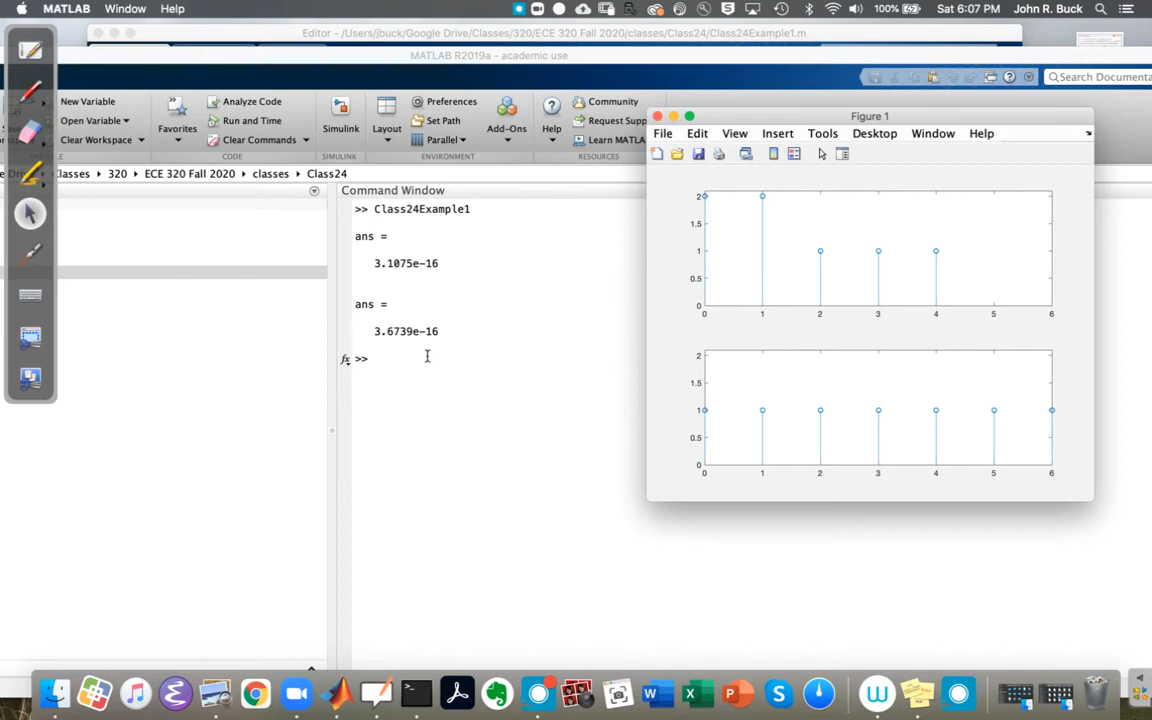 MATLAB Window Help 100% Sat 6:07 PM John R. Buck
Editor - /Users/jbuck/Google Drive/Classes/320/ECE 320 Fall 2020/classes/Class24/Class24Example1.m
MATLAB R2019a - academic use
Search Documenta
New Variable
Open Variable
Clear Workspace
Favorites
Analyze Code
Run and Time
Clear Commands
CODE
Simulink
SIMULINK
Layout
Preferences
Set Path
Parallel
Add-Ons
ENVIRONMENT
Help
Community
Request Supp
Learn MATLA
RESOURCES
Classes 320 ECE 320 Fall 2020 classes Class24
Command Window
>> Class24Example1
ans =
3.1075e-16
ans =
3.6739e-16
fx >>
Figure 1
File Edit View Insert Tools Desktop Window Help
2
1.5
1
0.5
0
0 1 2 3 4 5 6
2
1.5
1
0.5
0
0 1 2 3 4 5 6